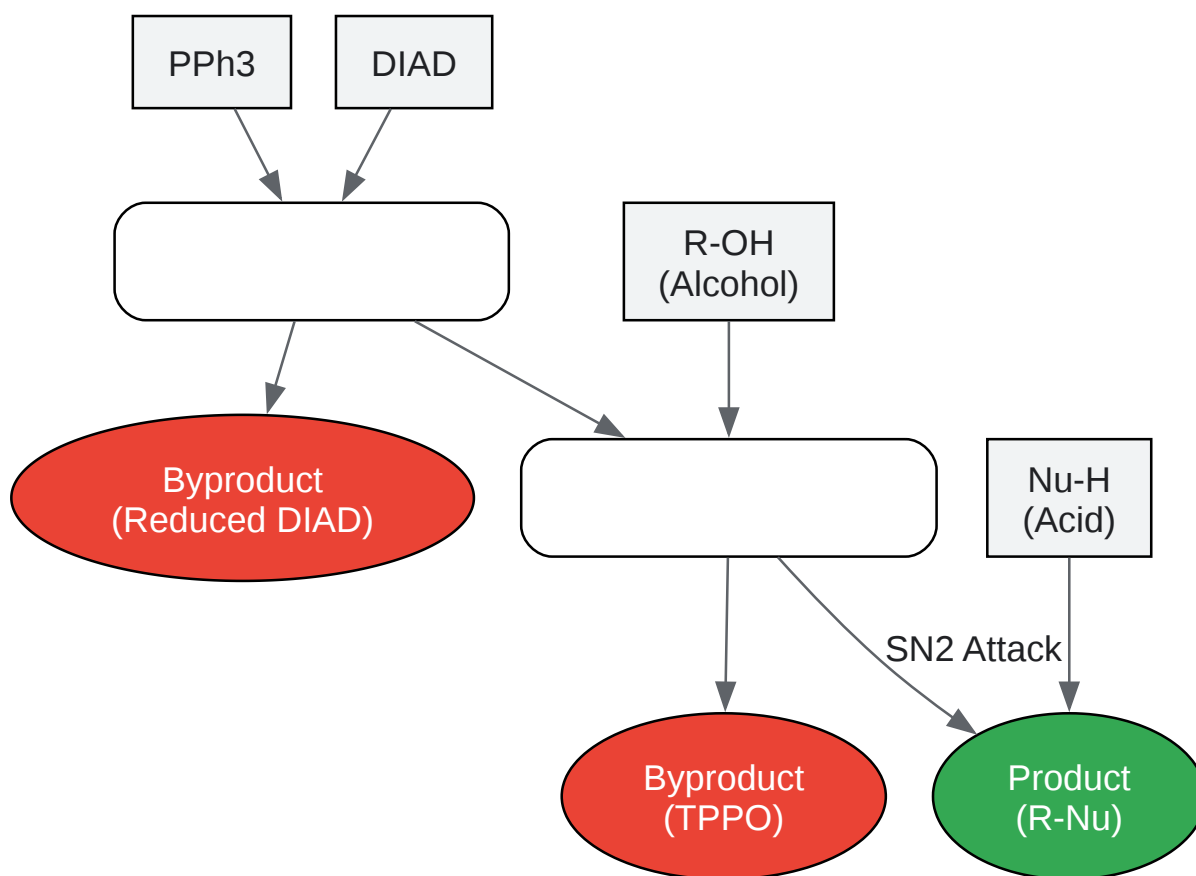 PPh3
DIAD
R-OH
(Alcohol)
Byproduct
(Reduced DIAD)
Nu-H
(Acid)
SN2 Attack
Byproduct
(TPPO)
Product
(R-Nu)